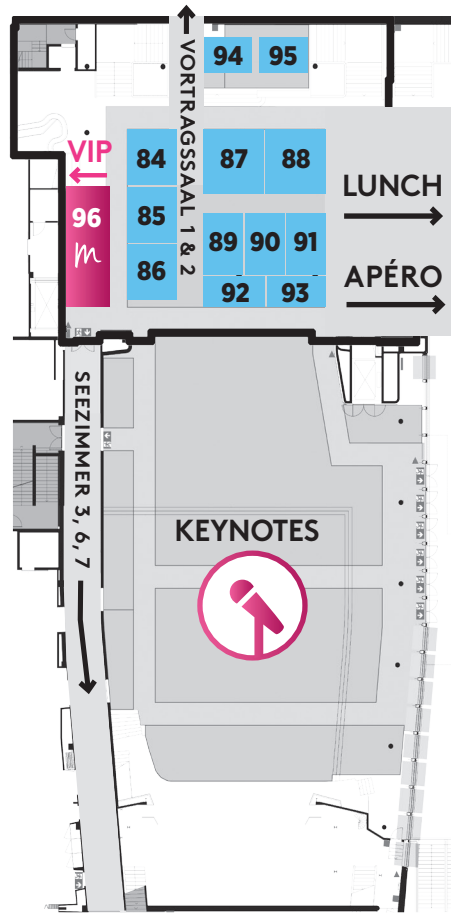 94 95
VORTRAGSSAAL 1 & 2
VIP
84 87 88
LUNCH
96
m
85
89 90 91
86
APÉRO
92 93
SEEZIMMER 3, 6, 7
KEYNOTES